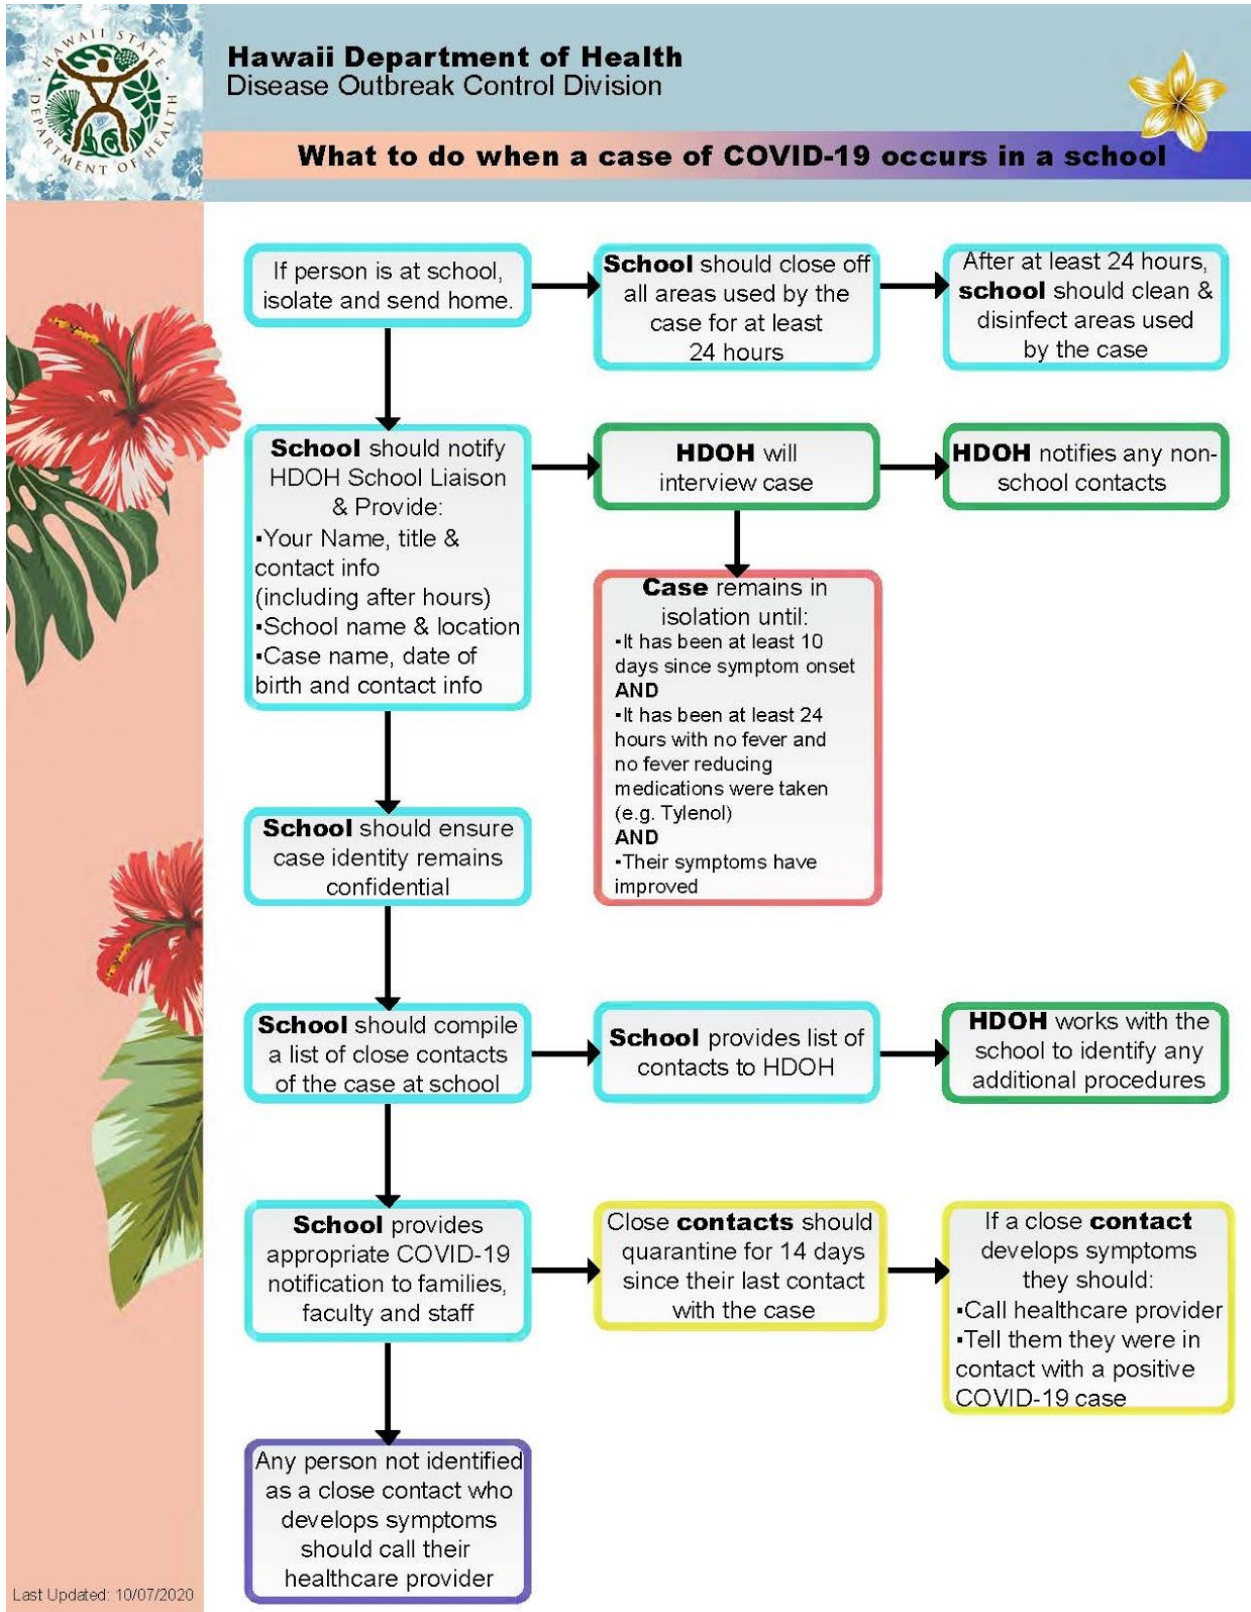 HAWAII STATE
DEPARTMENT OF HEALTH
Hawaii Department of Health
Disease Outbreak Control Division
What to do when a case of COVID-19 occurs in a school
If person is at school,
isolate and send home.
School should close off
all areas used by the
case for at least
24 hours
After at least 24 hours,
school should clean &
disinfect areas used
by the case
School should notify
HDOH School Liaison
& Provide:
▪Your Name, title &
contact info
(including after hours)
▪School name & location
▪Case name, date of
birth and contact info
HDOH will
interview case
HDOH notifies any non-
school contacts
Case remains in
isolation until:
▪It has been at least 10
days since symptom onset
AND
▪It has been at least 24
hours with no fever and
no fever reducing
medications were taken
(e.g. Tylenol)
AND
▪Their symptoms have
improved
School should ensure
case identity remains
confidential
School should compile
a list of close contacts
of the case at school
School provides list of
contacts to HDOH
HDOH works with the
school to identify any
additional procedures
School provides
appropriate COVID-19
notification to families,
faculty and staff
Close contacts should
quarantine for 14 days
since their last contact
with the case
If a close contact
develops symptoms
they should:
▪Call healthcare provider
▪Tell them they were in
contact with a positive
COVID-19 case
Any person not identified
as a close contact who
develops symptoms
should call their
healthcare provider
Last Updated: 10/07/2020